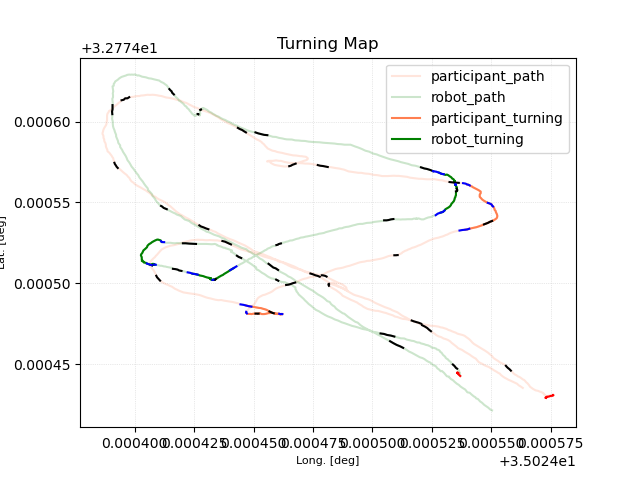 Turning Map
+3.2774e1
participant_path
robot_path
participant_turning
robot_turning
0.00060
0.00055
0.00050
0.00045
[deg]
0.000400 0.000425 0.000450 0.000475 0.000500 0.000525 0.000550 0.000575
Long. [deg]
+3.5024e1